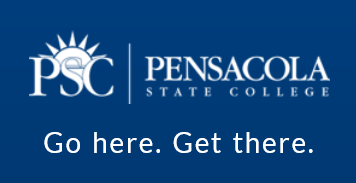 PSC
PENSACOLA
STATE COLLEGE
Go here. Get there.